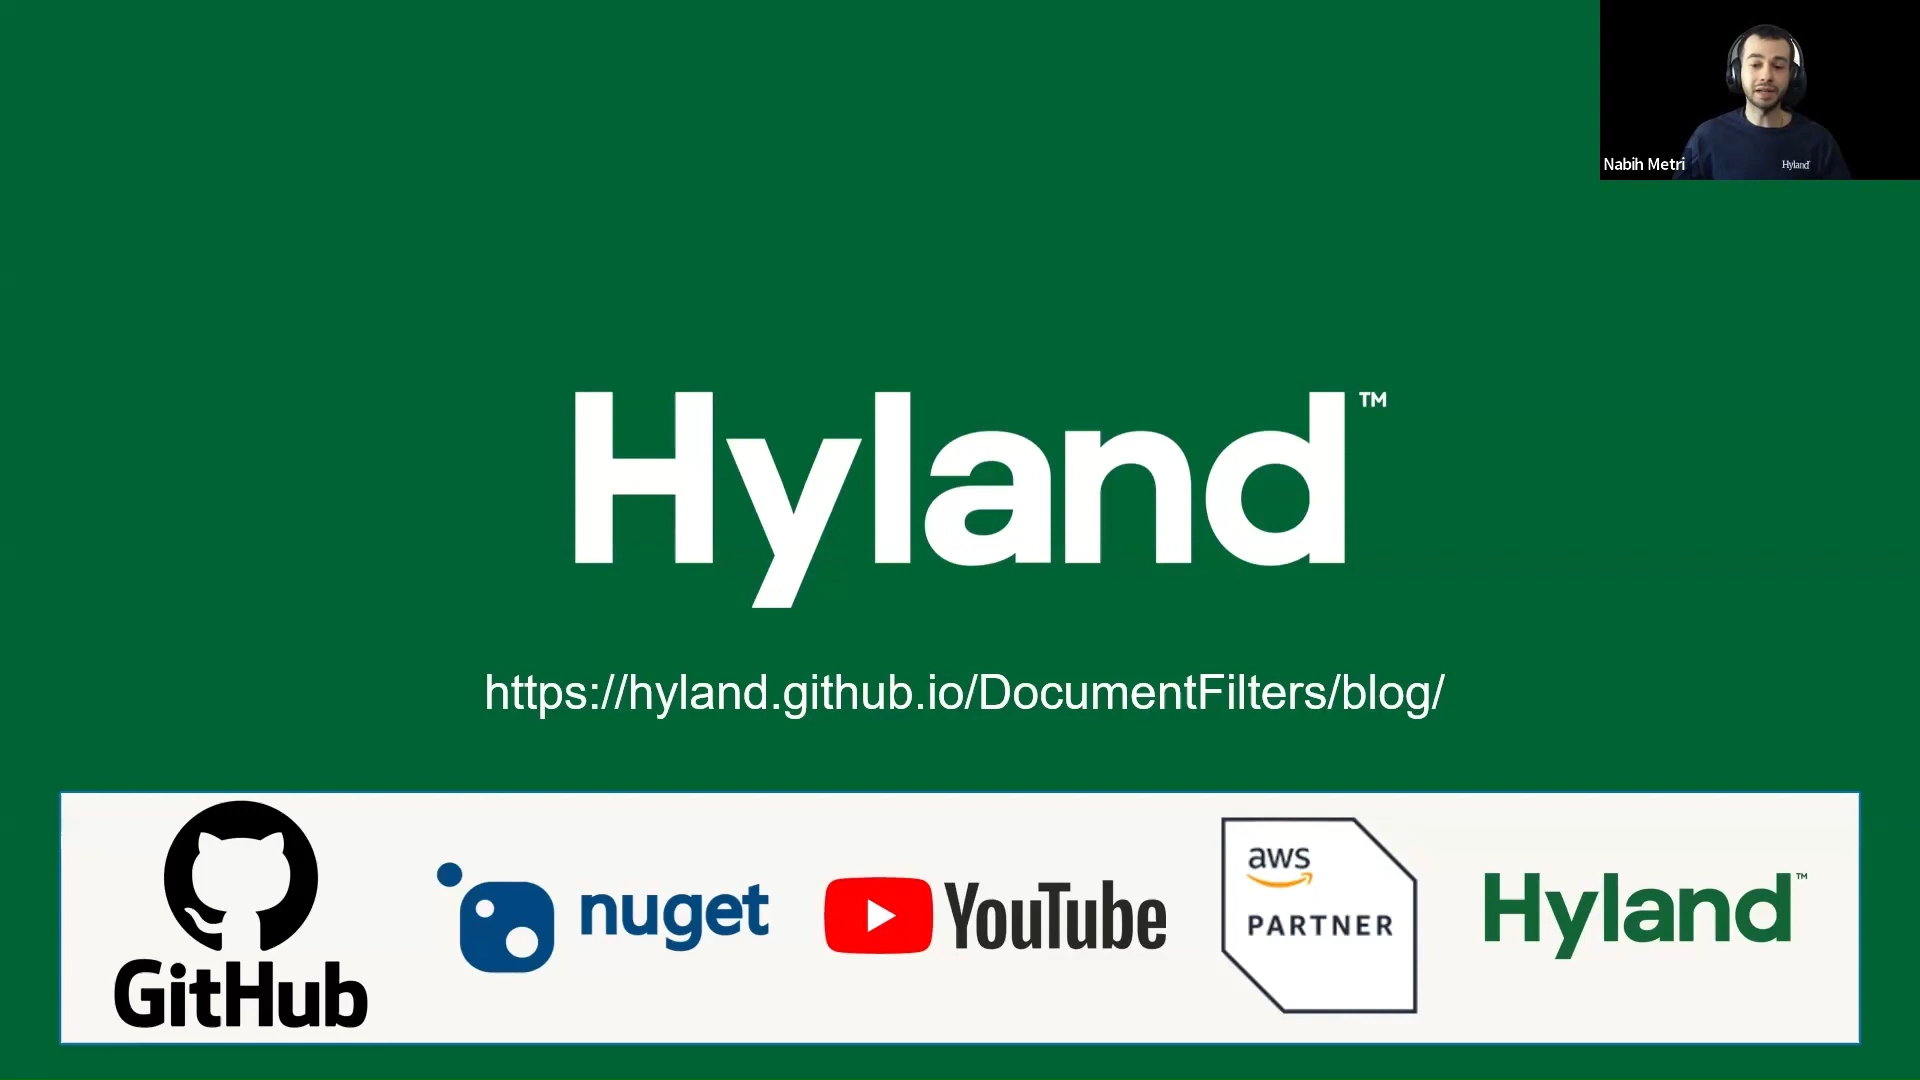 Nabih Metri
Hyland
Hyland™
https://hyland.github.io/DocumentFilters/blog/
GitHub
nuget
YouTube
aws
PARTNER
Hyland™